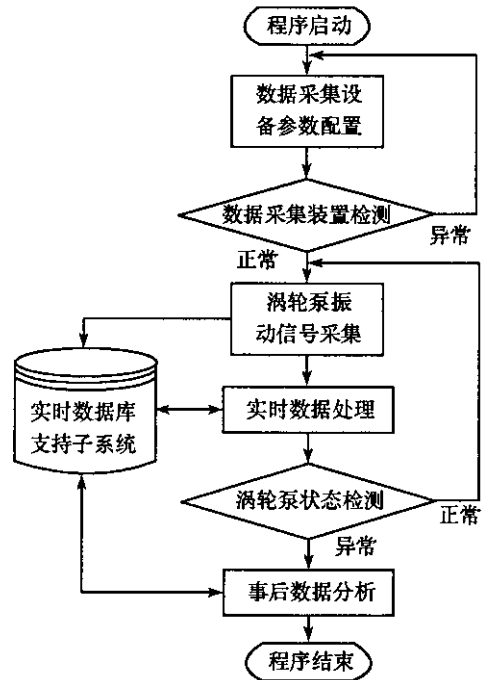 程序启动
数据采集设
备参数配置
数据采集装置检测
异常
正常
涡轮泵振
动信号采集
实时数据库
支持子系统
实时数据处理
涡轮泵状态检测
正常
异常
事后数据分析
程序结束